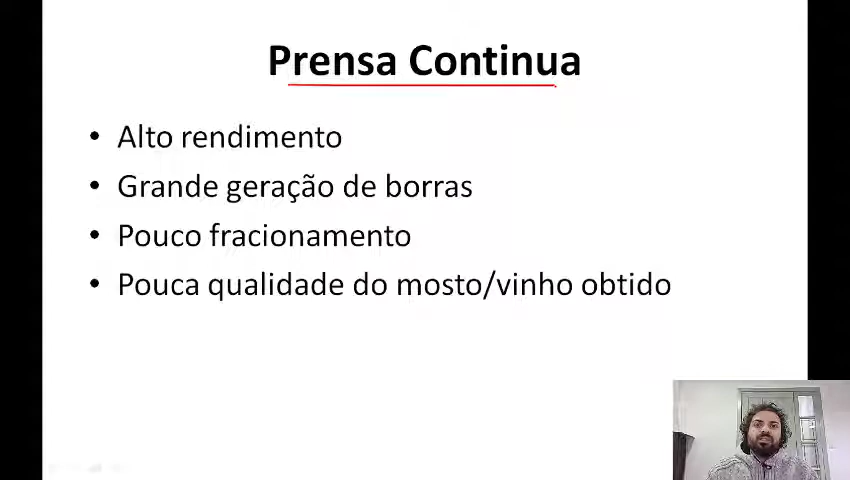 Prensa Continua
• Alto rendimento
• Grande geração de borras
• Pouco fracionamento
• Pouca qualidade do mosto/vinho obtido